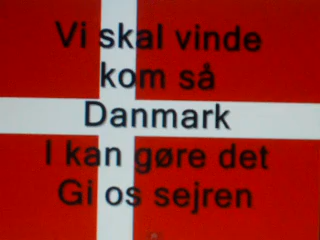 Vi skal vinde
kom så
Danmark
I kan gøre det
Gi os sejren